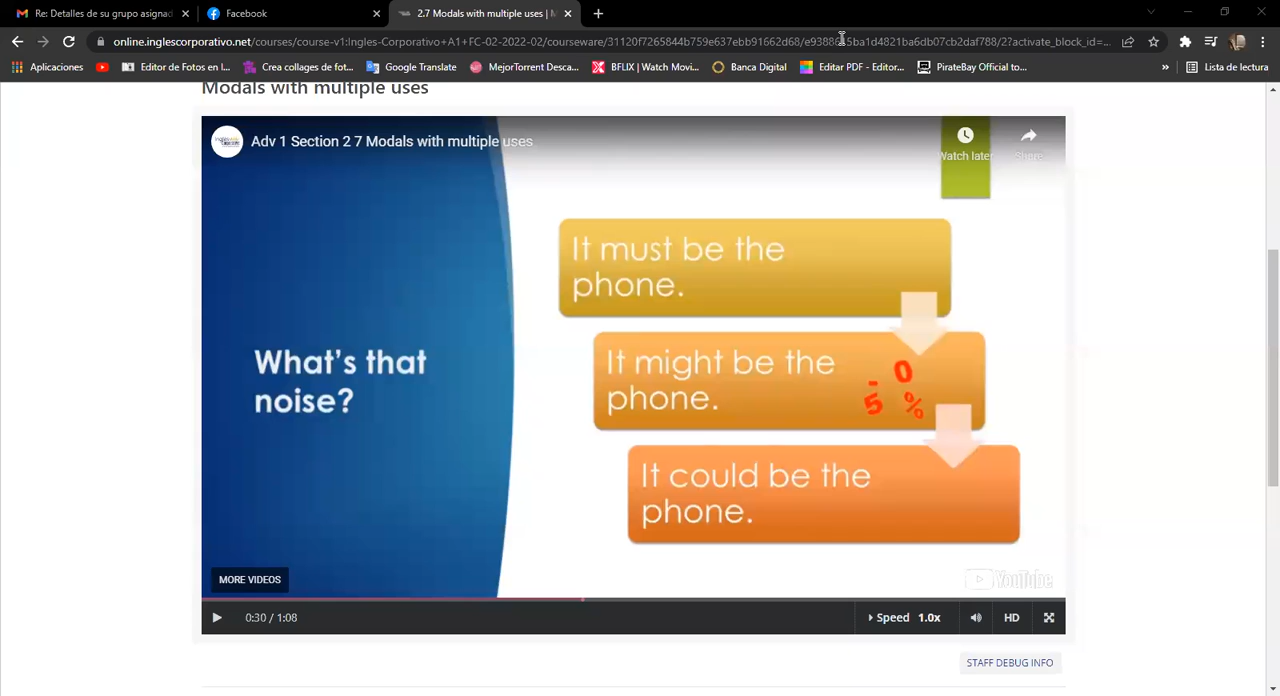 Re: Detalles de su grupo asignad
Facebook
2.7 Modals with multiple uses | M
online.inglescorporativo.net/courses/course-v1:Ingles-Corporativo+A1+FC-02-2022-02/courseware/31120f7265844b759e637ebb91662d68/e9388645ba1d4821ba6db07cb2daf788/2?activate_block_id=...
Aplicaciones
Editor de Fotos en l...
Crea collages de fot...
Google Translate
MejorTorrent Desca...
BFLIX | Watch Movi...
Banca Digital
Editar PDF - Editor...
PirateBay Official to...
»
Lista de lectura
Modals with multiple uses
Adv 1 Section 2 7 Modals with multiple uses
Watch later
Share
It must be the
phone.
What's that
noise?
It might be the
phone.
- 0
5 %
It could be the
phone.
MORE VIDEOS
YouTube
0:30 / 1:08
Speed 1.0x
HD
STAFF DEBUG INFO